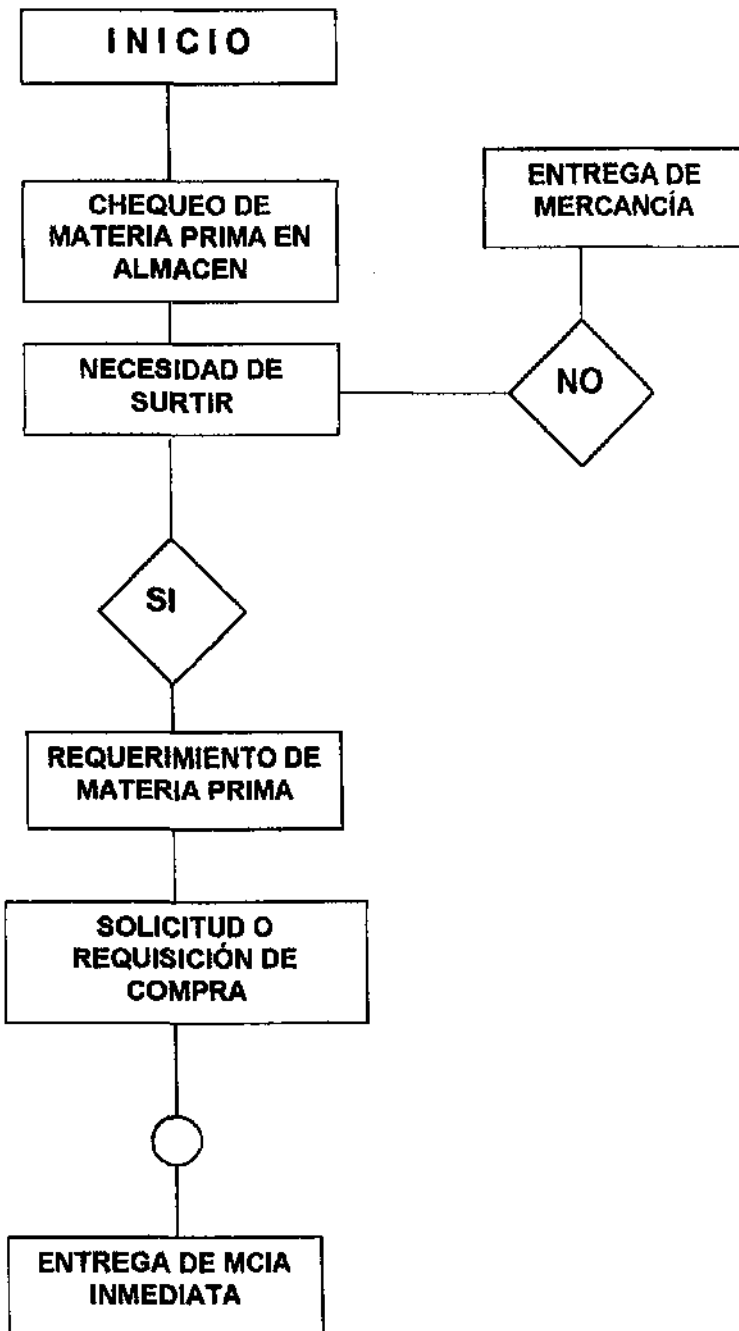 INICIO
CHEQUEO DE
MATERIA PRIMA EN
ALMACEN
ENTREGA DE
MERCANCÍA
NECESIDAD DE
SURTIR
NO
SI
REQUERIMIENTO DE
MATERIA PRIMA
SOLICITUD O
REQUISICIÓN DE
COMPRA
ENTREGA DE MCIA
INMEDIATA